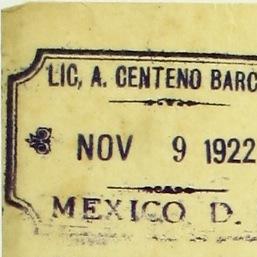 LIC, A. CENTENO BARC
NOV 9 1922
MEXICO D.